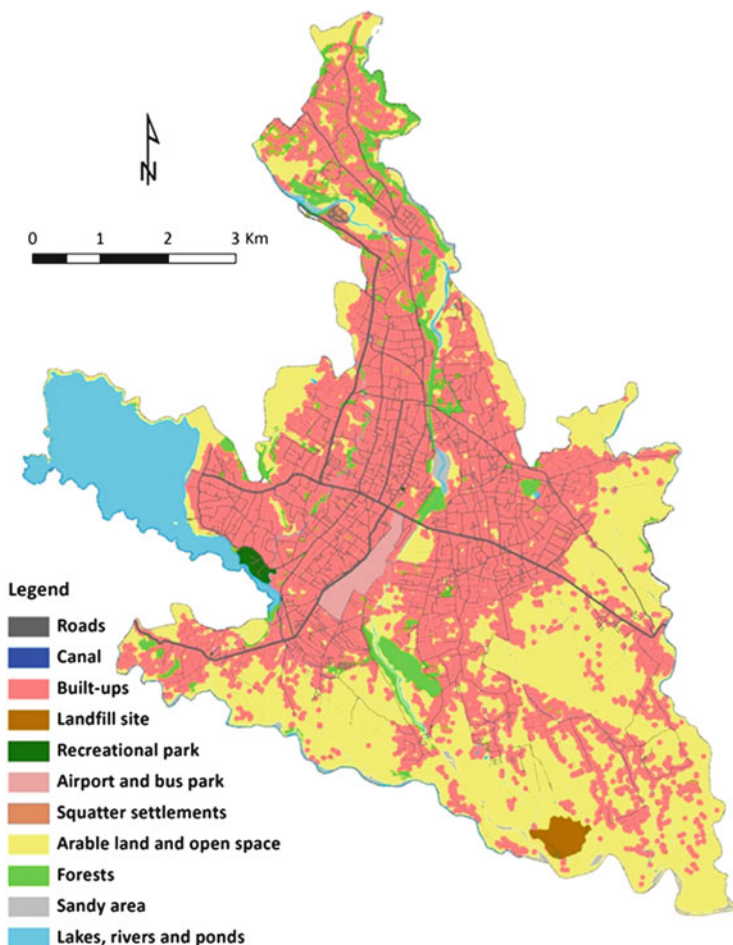 N
0 1 2 3 Km
Legend
Roads
Canal
Built-ups
Landfill site
Recreational park
Airport and bus park
Squatter settlements
Arable land and open space
Forests
Sandy area
Lakes, rivers and ponds